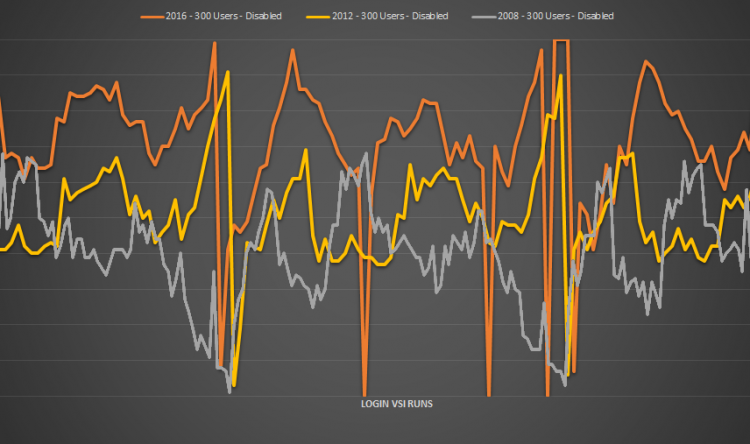 2016 - 300 Users - Disabled 2012 - 300 Users - Disabled 2008 - 300 Users - Disabled
LOGIN VSI RUNS